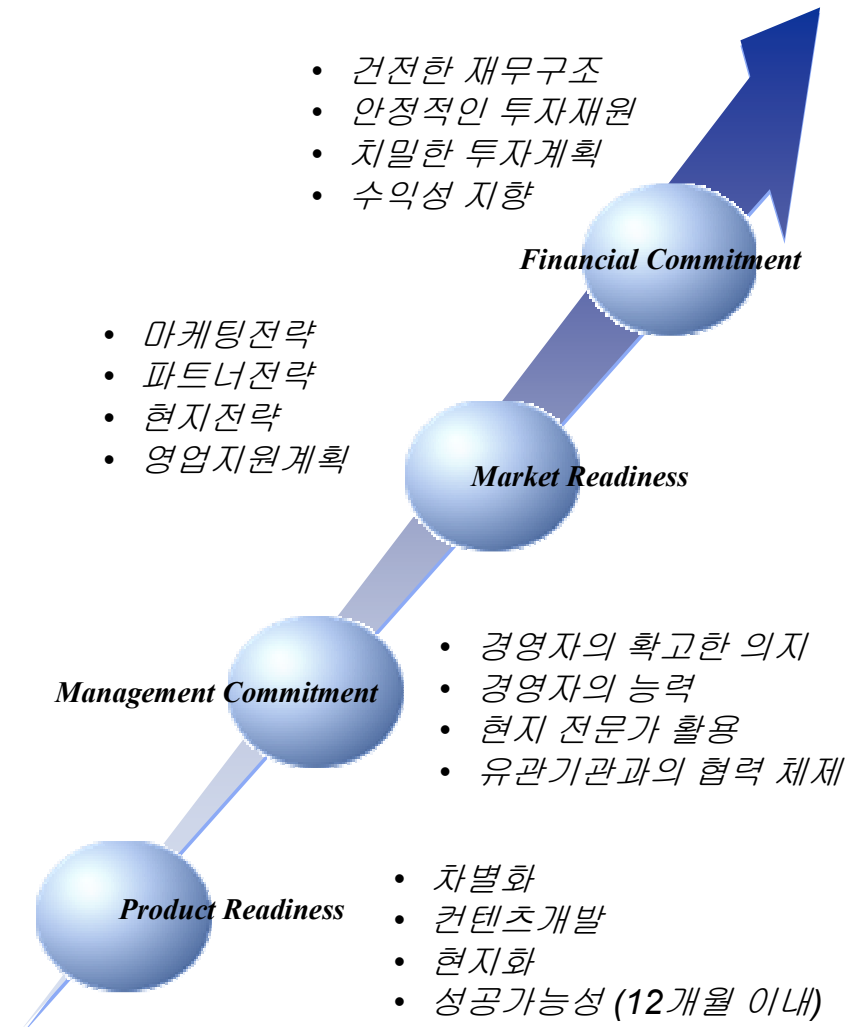 • 건전한 재무구조
• 안정적인 투자재원
• 치밀한 투자계획
• 수익성 지향
Financial Commitment
• 마케팅전략
• 파트너전략
• 현지전략
• 영업지원계획
Market Readiness
• 경영자의 확고한 의지
• 경영자의 능력
• 현지 전문가 활용
• 유관기관과의 협력 체제
Management Commitment
• 차별화
• 컨텐츠개발
• 현지화
• 성공가능성 (12개월 이내)
Product Readiness